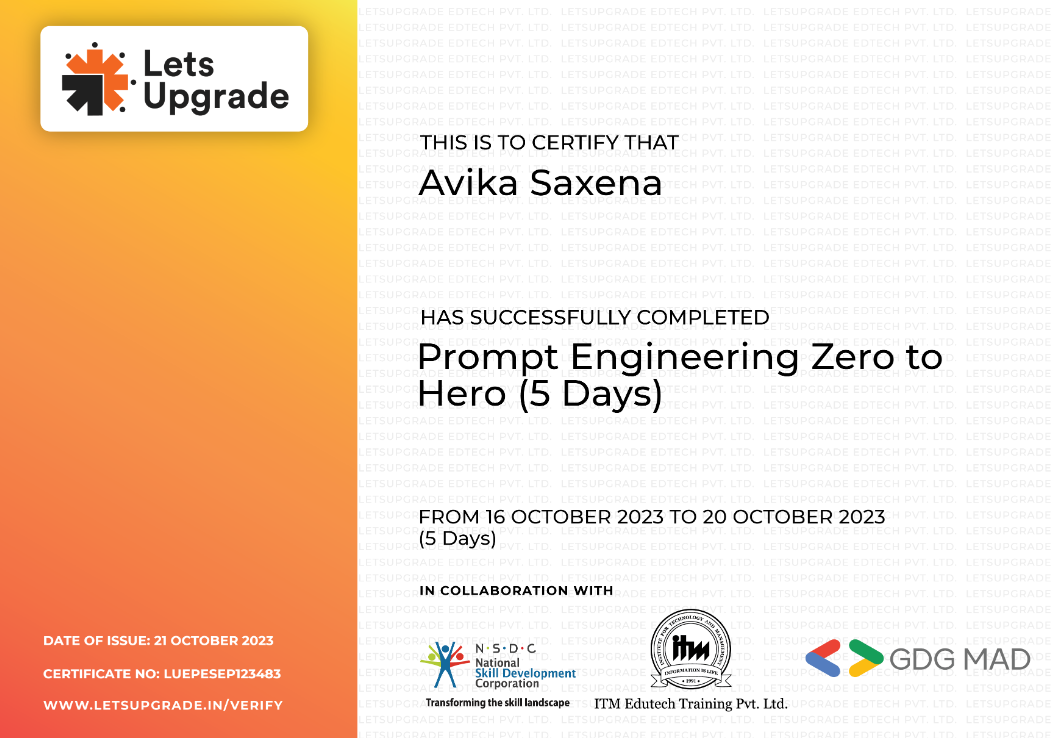 Lets
Upgrade
THIS IS TO CERTIFY THAT
Avika Saxena
HAS SUCCESSFULLY COMPLETED
Prompt Engineering Zero to
Hero (5 Days)
FROM 16 OCTOBER 2023 TO 20 OCTOBER 2023
(5 Days)
IN COLLABORATION WITH
DATE OF ISSUE: 21 OCTOBER 2023
CERTIFICATE NO: LUEPESEP123483
WWW.LETSUPGRADE.IN/VERIFY
N·S·D·C
National
Skill Development
Corporation
Transforming the skill landscape
INSTITUTE FOR TECHNOLOGY AND MANAGEMENT
itm
INFORMATION IS LIFE
• 1991 •
ITM Edutech Training Pvt. Ltd.
GDG MAD
LETSUPGRADE EDTECH PVT. LTD.